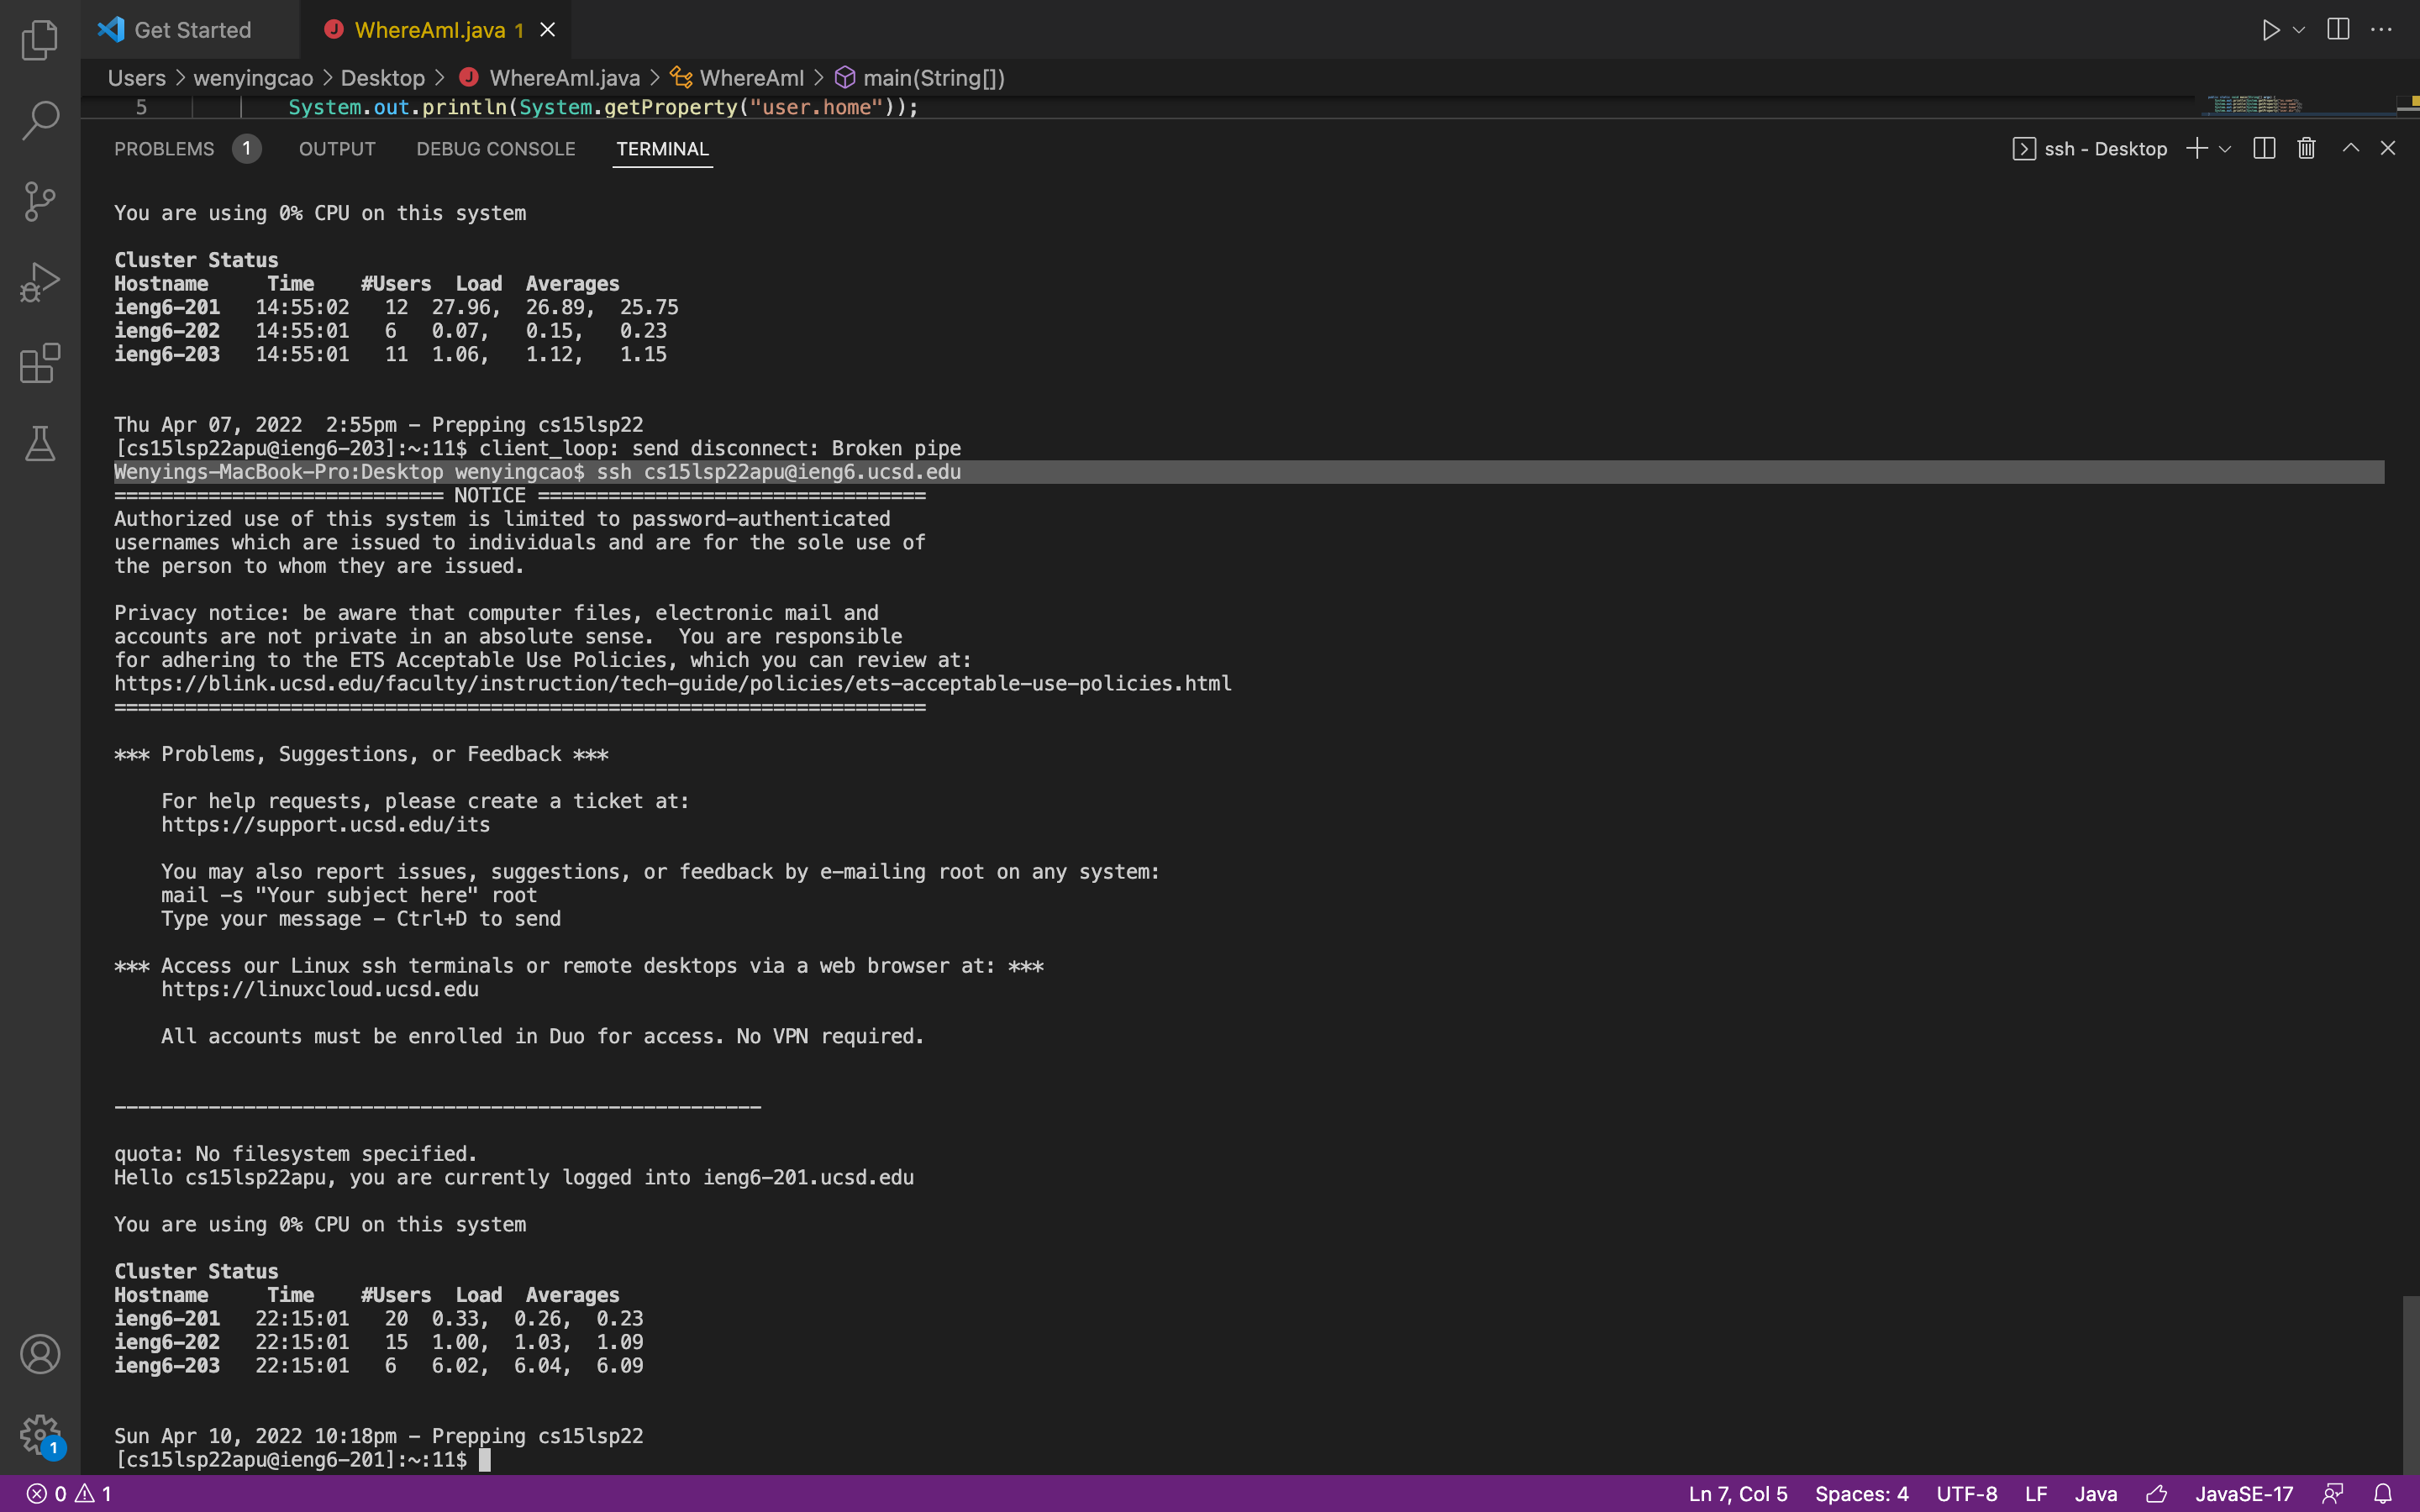 Get Started
WhereAmI.java 1
Users > wenyingcao > Desktop > WhereAmI.java > WhereAmI > main(String[])
5 System.out.println(System.getProperty("user.home"));
PROBLEMS 1 OUTPUT DEBUG CONSOLE TERMINAL
ssh - Desktop
You are using 0% CPU on this system
Cluster Status
Hostname Time #Users Load Averages
ieng6-201 14:55:02 12 27.96, 26.89, 25.75
ieng6-202 14:55:01 6 0.07, 0.15, 0.23
ieng6-203 14:55:01 11 1.06, 1.12, 1.15
Thu Apr 07, 2022 2:55pm - Prepping cs15lsp22
[cs15lsp22apu@ieng6-203]:~:11$ client_loop: send disconnect: Broken pipe
Wenyings-MacBook-Pro:Desktop wenyingcao$ ssh cs15lsp22apu@ieng6.ucsd.edu
============================ NOTICE =================================
Authorized use of this system is limited to password-authenticated
usernames which are issued to individuals and are for the sole use of
the person to whom they are issued.
Privacy notice: be aware that computer files, electronic mail and
accounts are not private in an absolute sense.  You are responsible
for adhering to the ETS Acceptable Use Policies, which you can review at:
https://blink.ucsd.edu/faculty/instruction/tech-guide/policies/ets-acceptable-use-policies.html
=====================================================================
*** Problems, Suggestions, or Feedback ***
For help requests, please create a ticket at:
https://support.ucsd.edu/its
You may also report issues, suggestions, or feedback by e-mailing root on any system:
mail -s "Your subject here" root
Type your message - Ctrl+D to send
*** Access our Linux ssh terminals or remote desktops via a web browser at: ***
https://linuxcloud.ucsd.edu
All accounts must be enrolled in Duo for access. No VPN required.
-------------------------------------------------------
quota: No filesystem specified.
Hello cs15lsp22apu, you are currently logged into ieng6-201.ucsd.edu
You are using 0% CPU on this system
Cluster Status
Hostname Time #Users Load Averages
ieng6-201 22:15:01 20 0.33, 0.26, 0.23
ieng6-202 22:15:01 15 1.00, 1.03, 1.09
ieng6-203 22:15:01 6 6.02, 6.04, 6.09
Sun Apr 10, 2022 10:18pm - Prepping cs15lsp22
[cs15lsp22apu@ieng6-201]:~:11$
1
0 1 Ln 7, Col 5 Spaces: 4 UTF-8 LF Java JavaSE-17